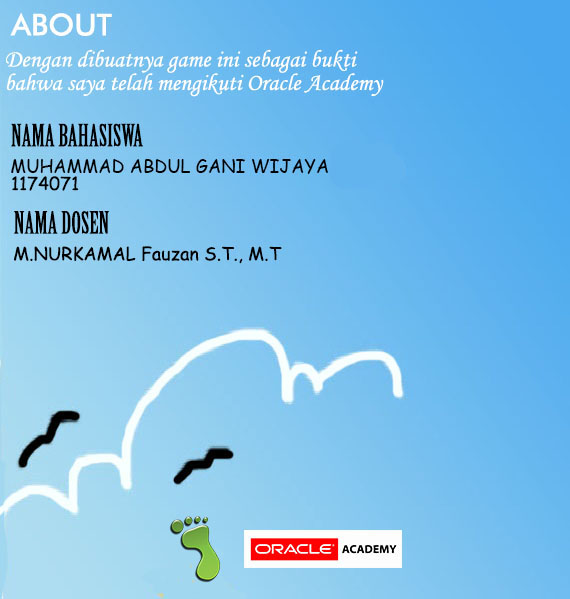 ABOUT
Dengan dibuatnya game ini sebagai bukti
bahwa saya telah mengikuti Oracle Academy
NAMA BAHASISWA
MUHAMMAD ABDUL GANI WIJAYA
1174071
NAMA DOSEN
M.NURKAMAL Fauzan S.T., M.T
ORACLE ACADEMY